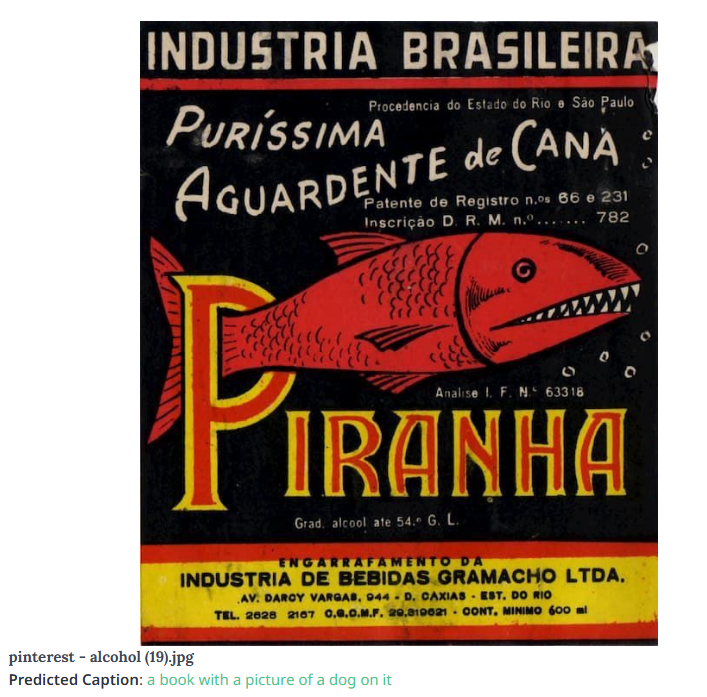 INDUSTRIA BRASILEIRA
Procedencia do Estado do Rio e São Paulo
PURÍSSIMA
AGUARDENTE de CANA
Patente de Registro n.os 66 e 231
Inscrição D. R. M. n.o....... 782
Analise I. F. N.o 63318
PIRANHA
Grad. alcool ate 54.o G. L.
ENGARRAFAMENTO DA
INDUSTRIA DE BEBIDAS GRAMACHO LTDA.
AV. DARCY VARGAS, 944 - D. CAXIAS - EST. DO RIO
TEL. 2628 2167 C.G.C.M.F. 29.319621 - CONT. MINIMO 600 ml
pinterest - alcohol (19).jpg
Predicted Caption: a book with a picture of a dog on it